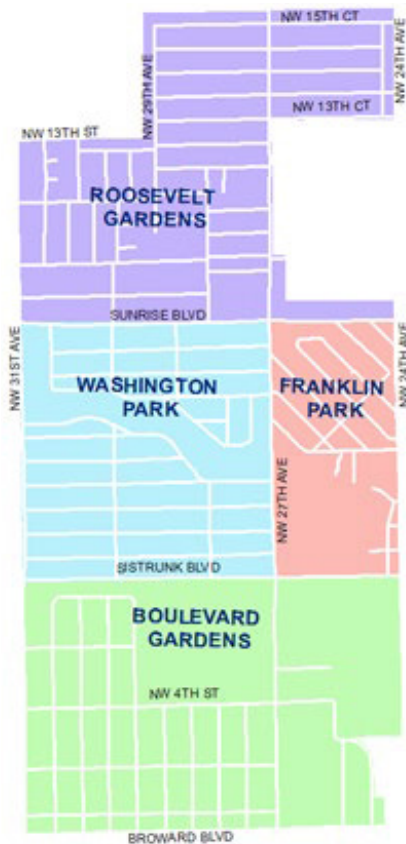 NW 15TH CT
NW 29TH AVE
NW 24TH AVE
NW 13TH CT
NW 13TH ST
ROOSEVELT
GARDENS
SUNRISE BLVD
NW 31ST AVE
WASHINGTON
PARK
FRANKLIN
PARK
NW 24TH AVE
NW 27TH AVE
SISTRUNK BLVD
BOULEVARD
GARDENS
NW 4TH ST
BROWARD BLVD